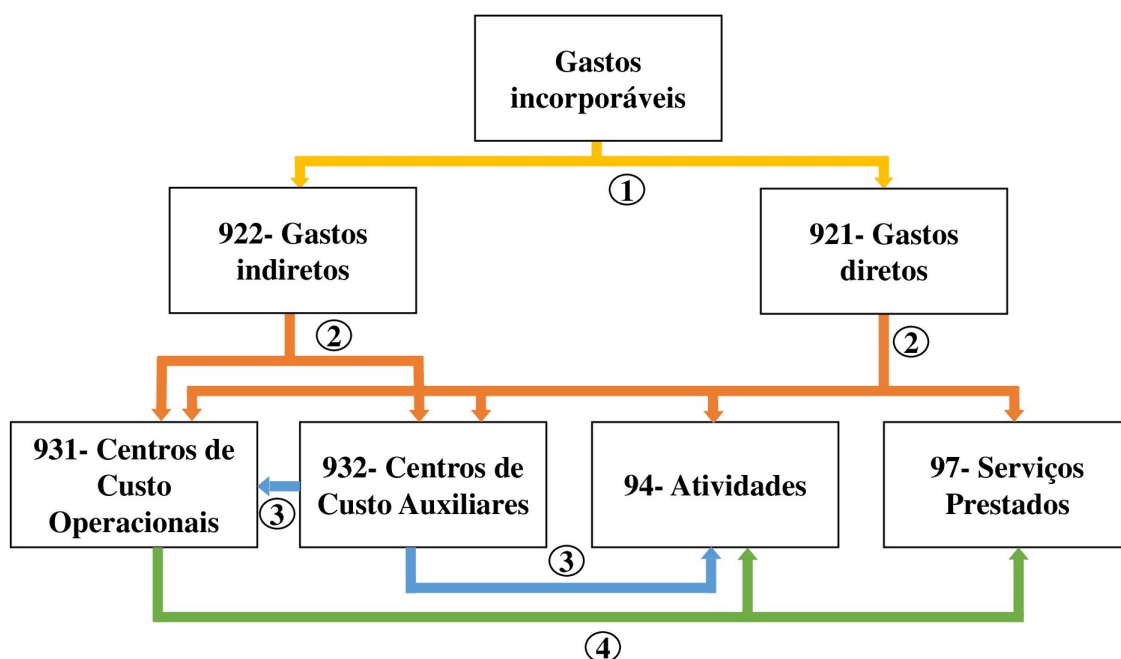 Gastos
incorporáveis
1
922- Gastos
indiretos
921- Gastos
diretos
2
2
931- Centros de
Custo
Operacionais
932- Centros de
Custo Auxiliares
94- Atividades
97- Serviços
Prestados
3
3
4